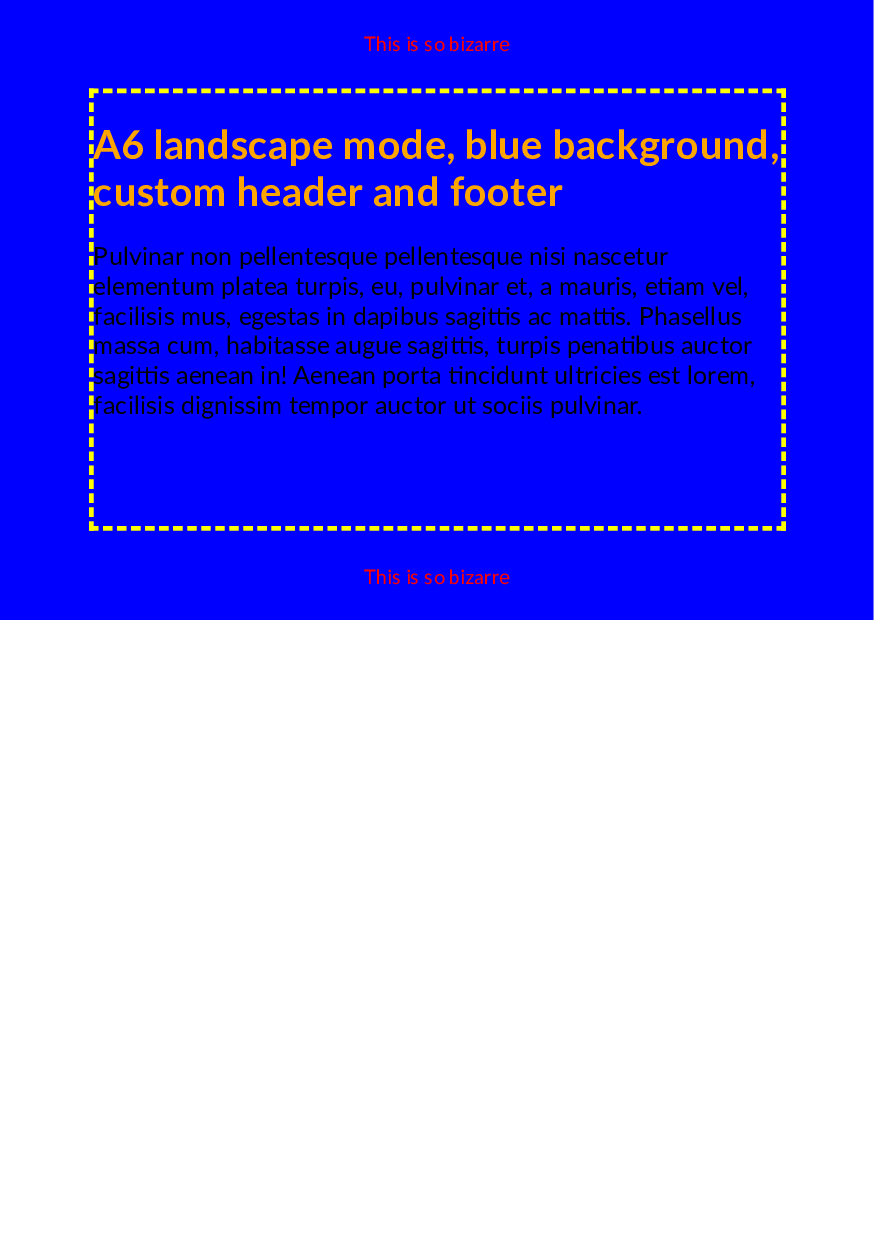 This is so bizarre
A6 landscape mode, blue background,
custom header and footer
Pulvinar non pellentesque pellentesque nisi nascetur
elementum platea turpis, eu, pulvinar et, a mauris, etiam vel,
facilisis mus, egestas in dapibus sagittis ac mattis. Phasellus
massa cum, habitasse augue sagittis, turpis penatibus auctor
sagittis aenean in! Aenean porta tincidunt ultricies est lorem,
facilisis dignissim tempor auctor ut sociis pulvinar.
This is so bizarre